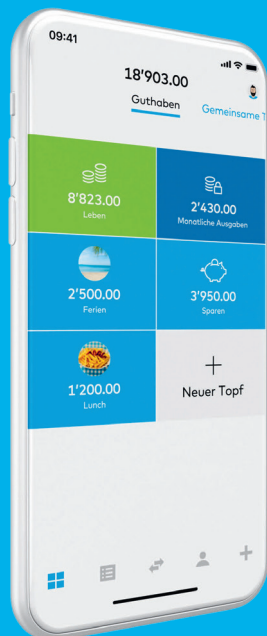 09:41
18'903.00
Guthaben
Gemeinsame T
8'823.00
Leben
2'430.00
Monatliche Ausgaben
2'500.00
Ferien
3'950.00
Sparen
1'200.00
Lunch
Neuer Topf